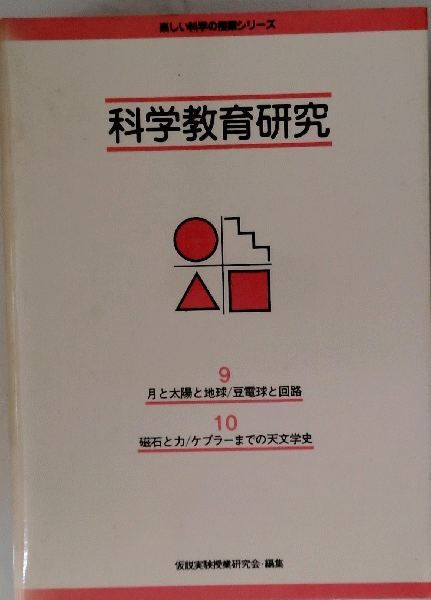 楽しい科学の授業シリーズ
科学教育研究
9
月と太陽と地球/豆電球と回路
10
磁石と力/ケプラーまでの天文学史
仮説実験授業研究会・編集